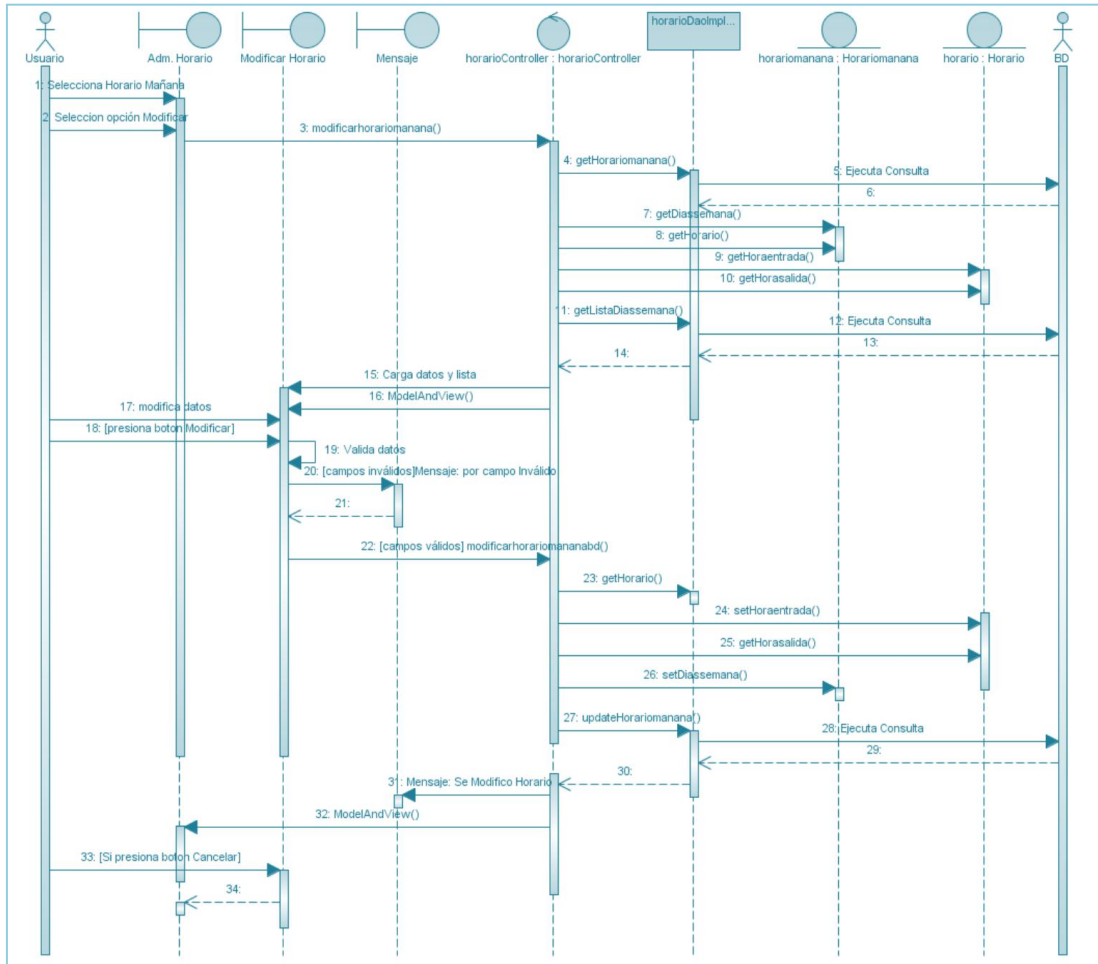 horarioDaoImpl...
Usuario
Adm. Horario
Modificar Horario
Mensaje
horarioController : horarioController
horariomanana : Horariomanana
horario : Horario
BD
1: Selecciona Horario Mañana
2: Seleccion opción Modificar
3: modificarhorariomanana()
4: getHorariomanana()
5: Ejecuta Consulta
6:
7: getDiassemana()
8: getHorario()
9: getHoraentrada()
10: getHorasalida()
11: getListaDiassemana()
12: Ejecuta Consulta
13:
14:
15: Carga datos y lista
16: ModelAndView()
17: modifica datos
18: [presiona boton Modificar]
19: Valida datos
20: [campos inválidos]Mensaje: por campo Inválido
21:
22: [campos válidos] modificarhorariomananabd()
23: getHorario()
24: setHoraentrada()
25: getHorasalida()
26: setDiassemana()
27: updateHorariomanana()
28: Ejecuta Consulta
29:
30:
31: Mensaje: Se Modifico Horario
32: ModelAndView()
33: [Si presiona boton Cancelar]
34: